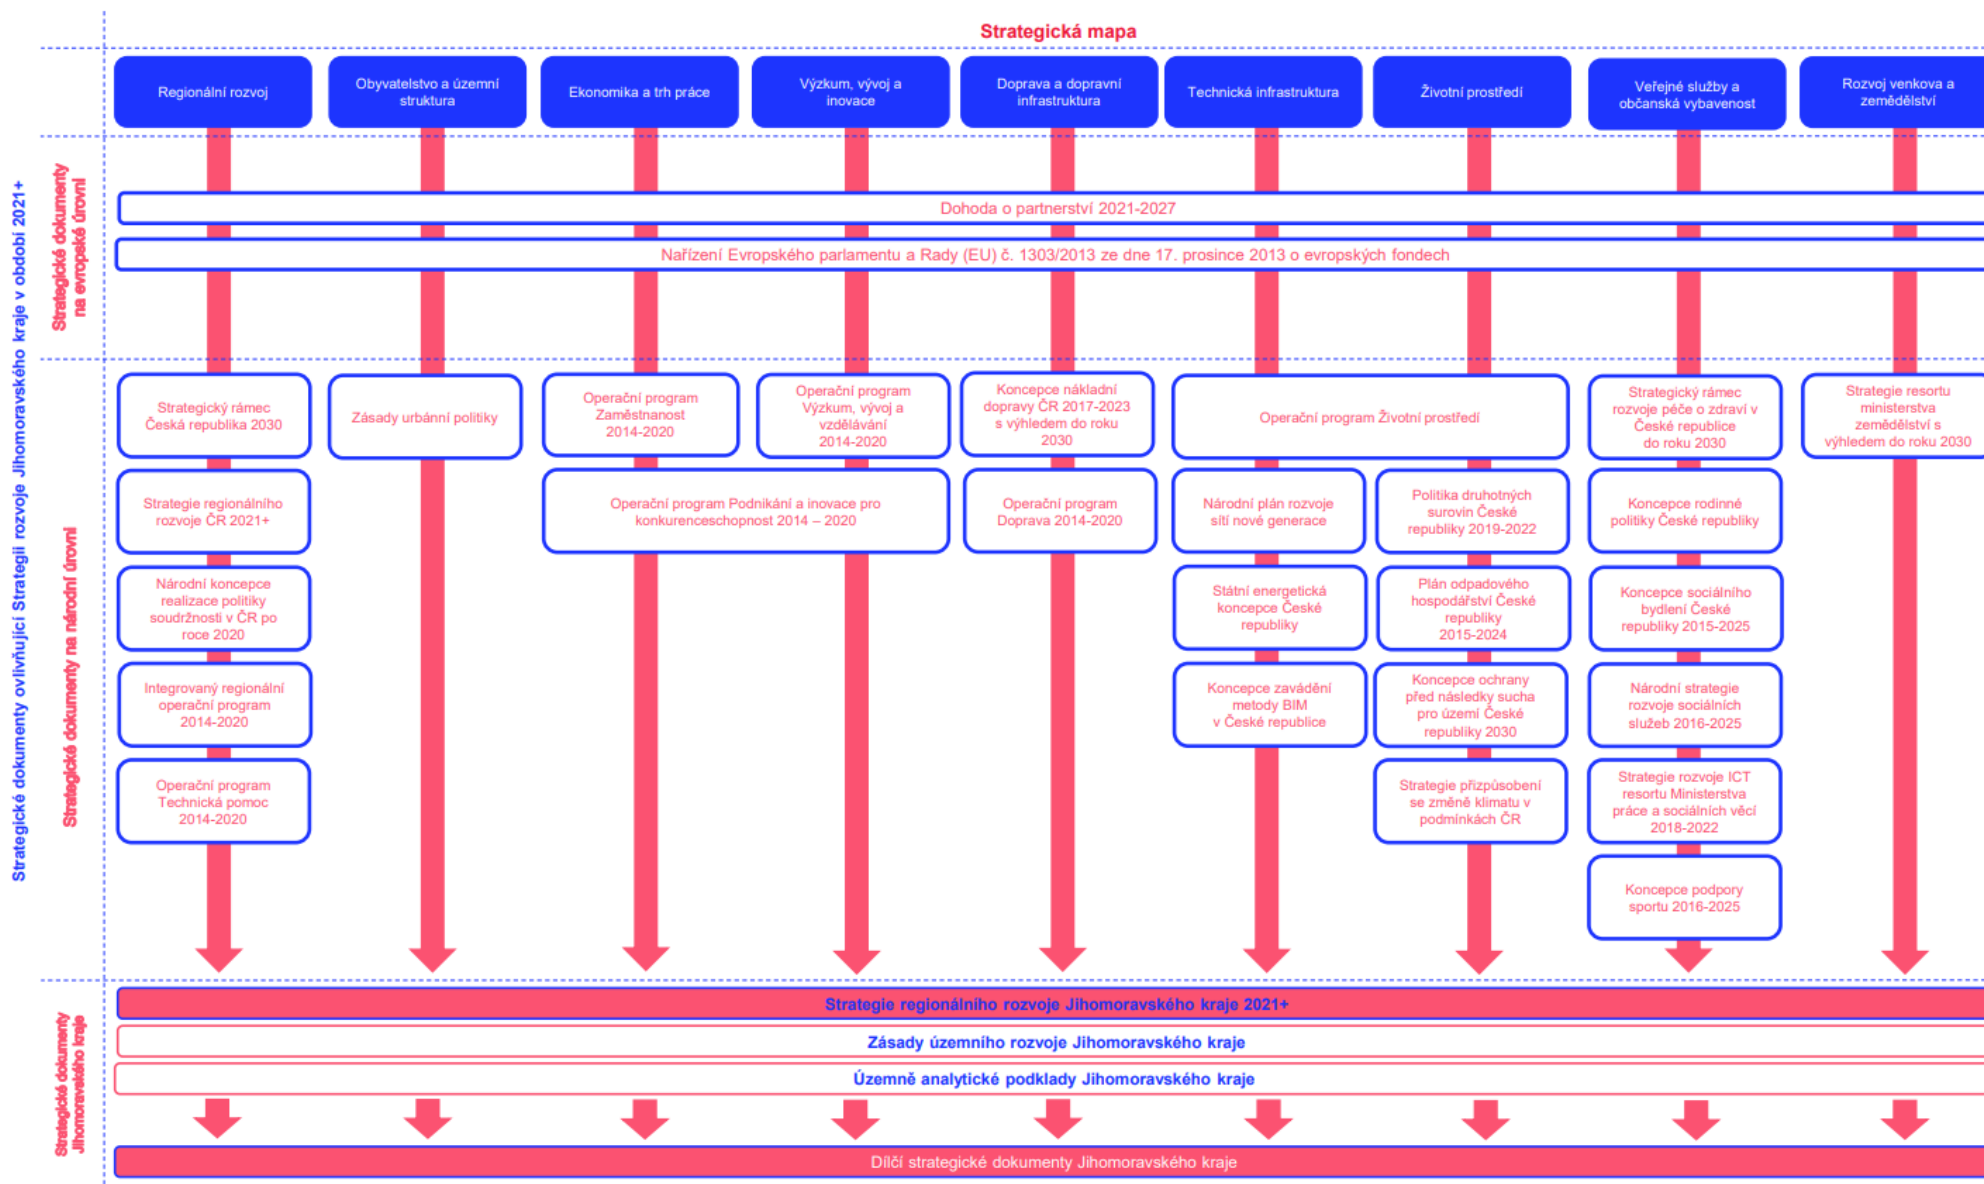 Strategická mapa
Regionální rozvoj
Obyvatelstvo a územní
struktura
Ekonomika a trh práce
Výzkum, vývoj a
inovace
Doprava a dopravní
infrastruktura
Technická infrastruktura
Životní prostředí
Veřejné služby a
občanská vybavenost
Rozvoj venkova a
zemědělství
Strategické dokumenty ovlivňující Strategii rozvoje Jihomoravského kraje v období 2021+
Strategické dokumenty
na evropské úrovni
Dohoda o partnerství 2021-2027
Nařízení Evropského parlamentu a Rady (EU) č. 1303/2013 ze dne 17. prosince 2013 o evropských fondech
Strategické dokumenty na národní úrovni
Strategický rámec
Česká republika 2030
Zásady urbánní politiky
Operační program
Zaměstnanost
2014-2020
Operační program
Výzkum, vývoj a
vzdělávání
2014-2020
Koncepce nákladní
dopravy ČR 2017-2023
s výhledem do roku
2030
Operační program Životní prostředí
Strategický rámec
rozvoje péče o zdraví v
České republice
do roku 2030
Strategie resortu
ministerstva
zemědělství s
výhledem do roku 2030
Strategie regionálního
rozvoje ČR 2021+
Operační program Podnikání a inovace pro
konkurenceschopnost 2014 – 2020
Operační program
Doprava 2014-2020
Národní plán rozvoje
sítí nové generace
Politika druhotných
surovin České
republiky 2019-2022
Koncepce rodinné
politiky České republiky
Národní koncepce
realizace politiky
soudržnosti v ČR po
roce 2020
Státní energetická
koncepce České
republiky
Plán odpadového
hospodářství České
republiky
2015-2024
Koncepce sociálního
bydlení České
republiky 2015-2025
Integrovaný regionální
operační program
2014-2020
Koncepce zavádění
metody BIM
v České republice
Koncepce ochrany
před následky sucha
pro území České
republiky 2030
Národní strategie
rozvoje sociálních
služeb 2016-2025
Operační program
Technická pomoc
2014-2020
Strategie přizpůsobení
se změně klimatu v
podmínkách ČR
Strategie rozvoje ICT
resortu Ministerstva
práce a sociálních věcí
2018-2022
Koncepce podpory
sportu 2016-2025
Strategické dokumenty
Jihomoravského kraje
Strategie regionálního rozvoje Jihomoravského kraje 2021+
Zásady územního rozvoje Jihomoravského kraje
Územně analytické podklady Jihomoravského kraje
Dílčí strategické dokumenty Jihomoravského kraje